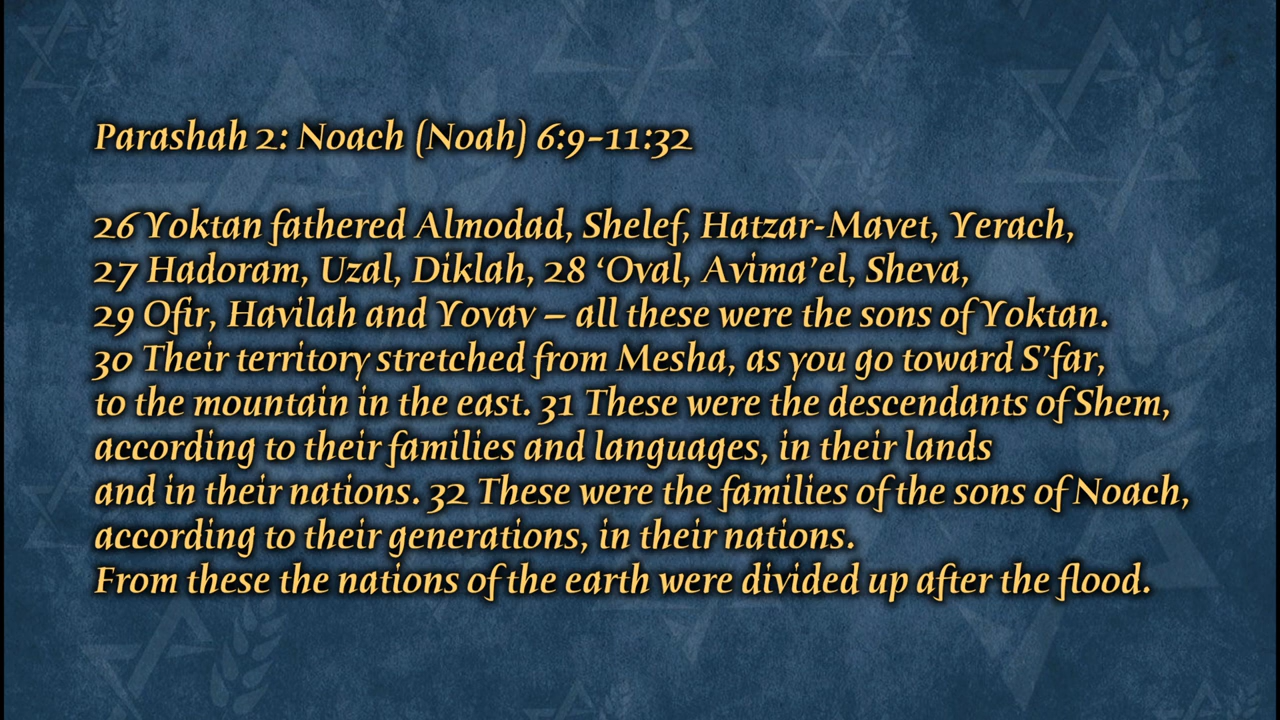 Parashah 2: Noach (Noah) 6:9-11:32
26 Yoktan fathered Almodad, Shelef, Hatzar-Mavet, Yerach,
27 Hadoram, Uzal, Diklah, 28 ‘Oval, Avima’el, Sheva,
29 Ofir, Havilah and Yovav – all these were the sons of Yoktan.
30 Their territory stretched from Mesha, as you go toward S’far,
to the mountain in the east. 31 These were the descendants of Shem,
according to their families and languages, in their lands
and in their nations. 32 These were the families of the sons of Noach,
according to their generations, in their nations.
From these the nations of the earth were divided up after the flood.